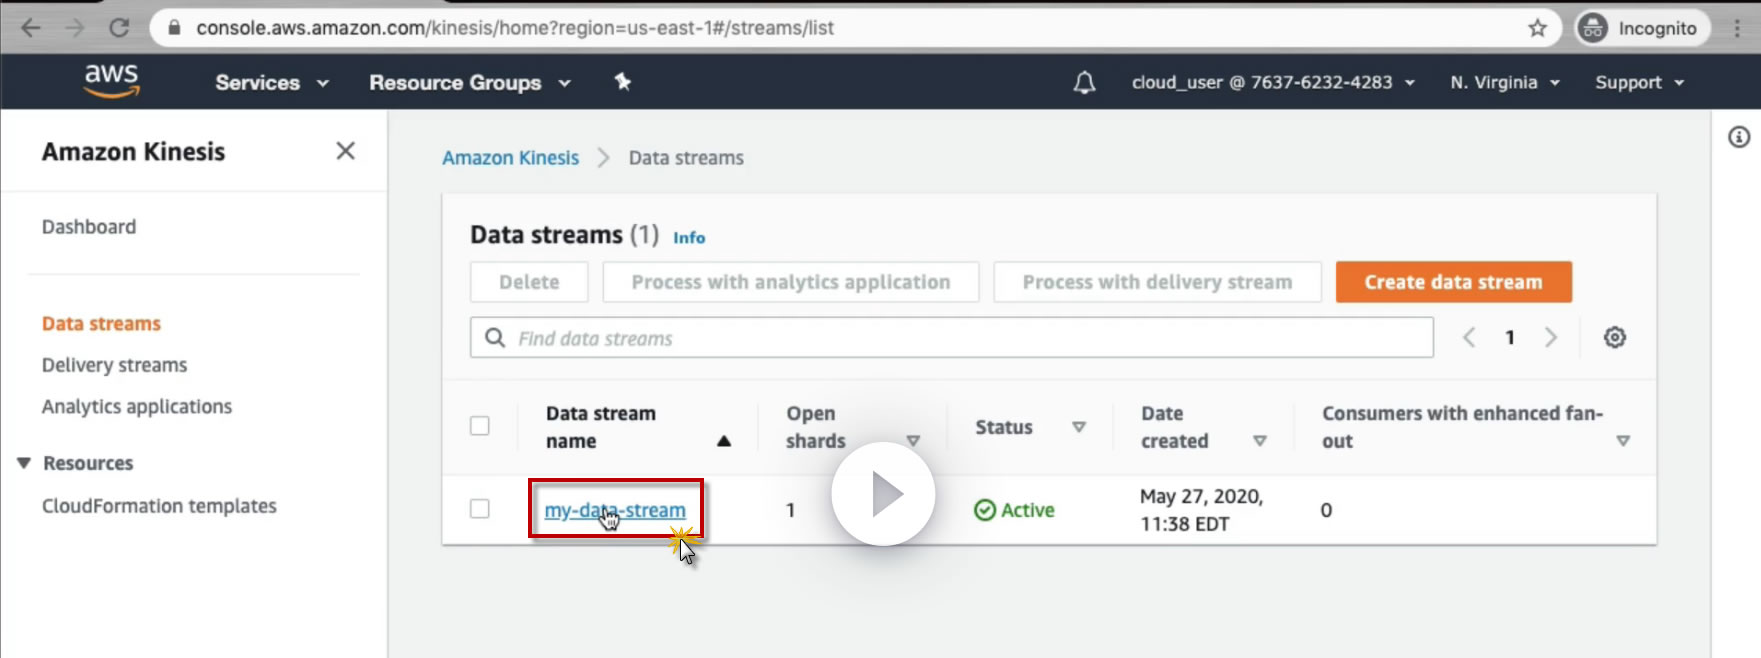 console.aws.amazon.com/kinesis/home?region=us-east-1#/streams/list
Incognito
aws
Services
Resource Groups
cloud_user @ 7637-6232-4283
N. Virginia
Support
Amazon Kinesis
Dashboard
Data streams
Delivery streams
Analytics applications
Resources
CloudFormation templates
Amazon Kinesis
Data streams
Data streams (1) Info
Delete
Process with analytics application
Process with delivery stream
Create data stream
Find data streams
1
Data stream
name
Open
shards
Status
Date
created
Consumers with enhanced fan-
out
my-data-stream
1
Active
May 27, 2020,
11:38 EDT
0